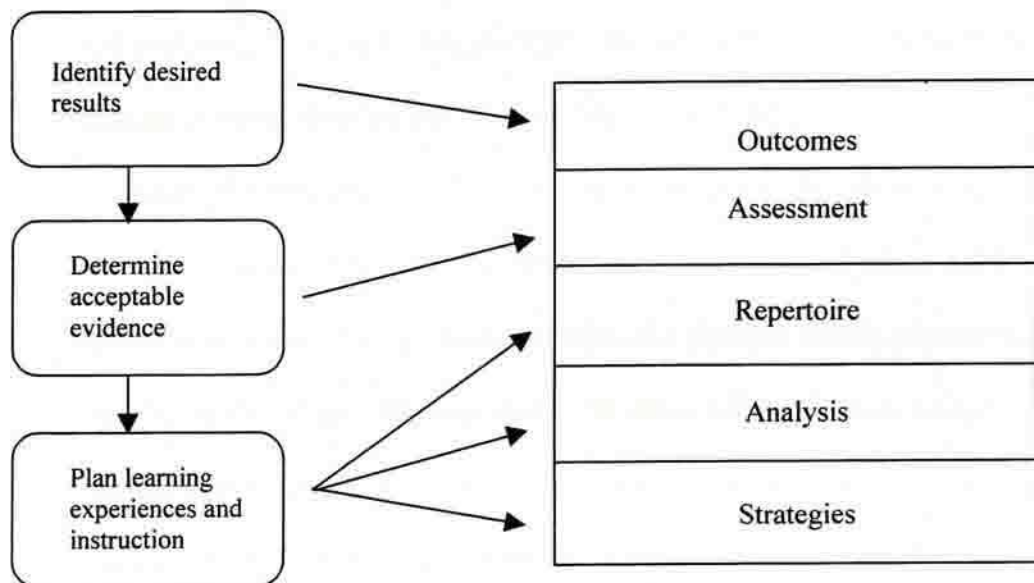 Identify desired
results
Determine
acceptable
evidence
Plan learning
experiences and
instruction
Outcomes
Assessment
Repertoire
Analysis
Strategies